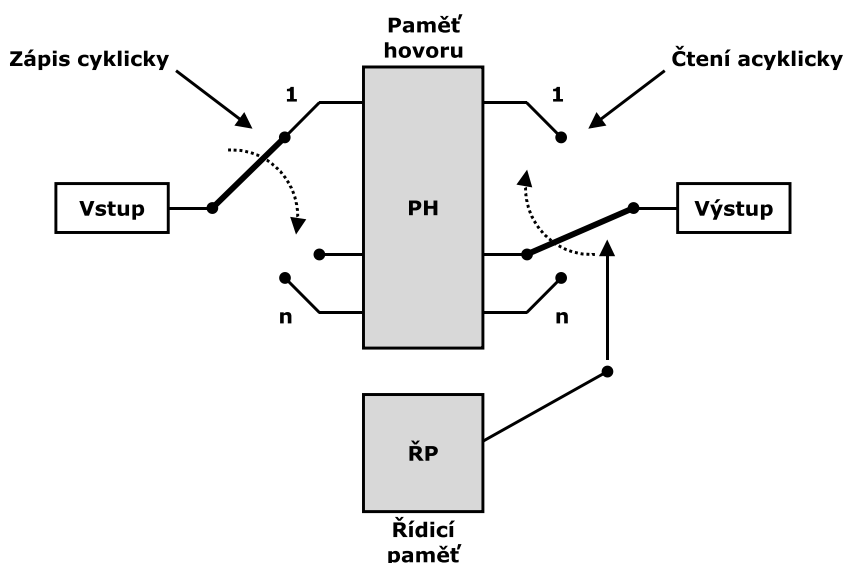 Paměť
hovoru
Zápis cyklicky
Čtení acyklicky
1
1
Vstup
PH
Výstup
n
n
ŘP
Řídicí
paměť